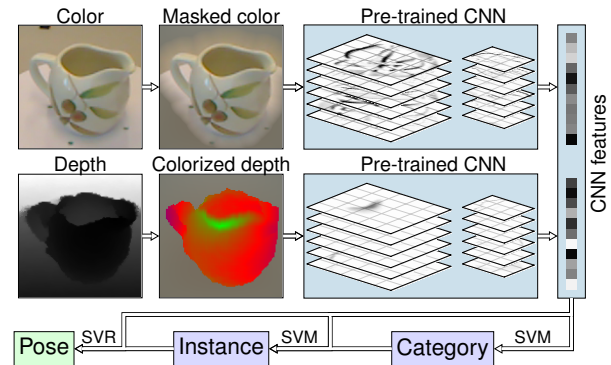 Color
Masked color
Pre-trained CNN
Depth
Colorized depth
Pre-trained CNN
CNN features
Pose
SVR
Instance
SVM
Category
SVM